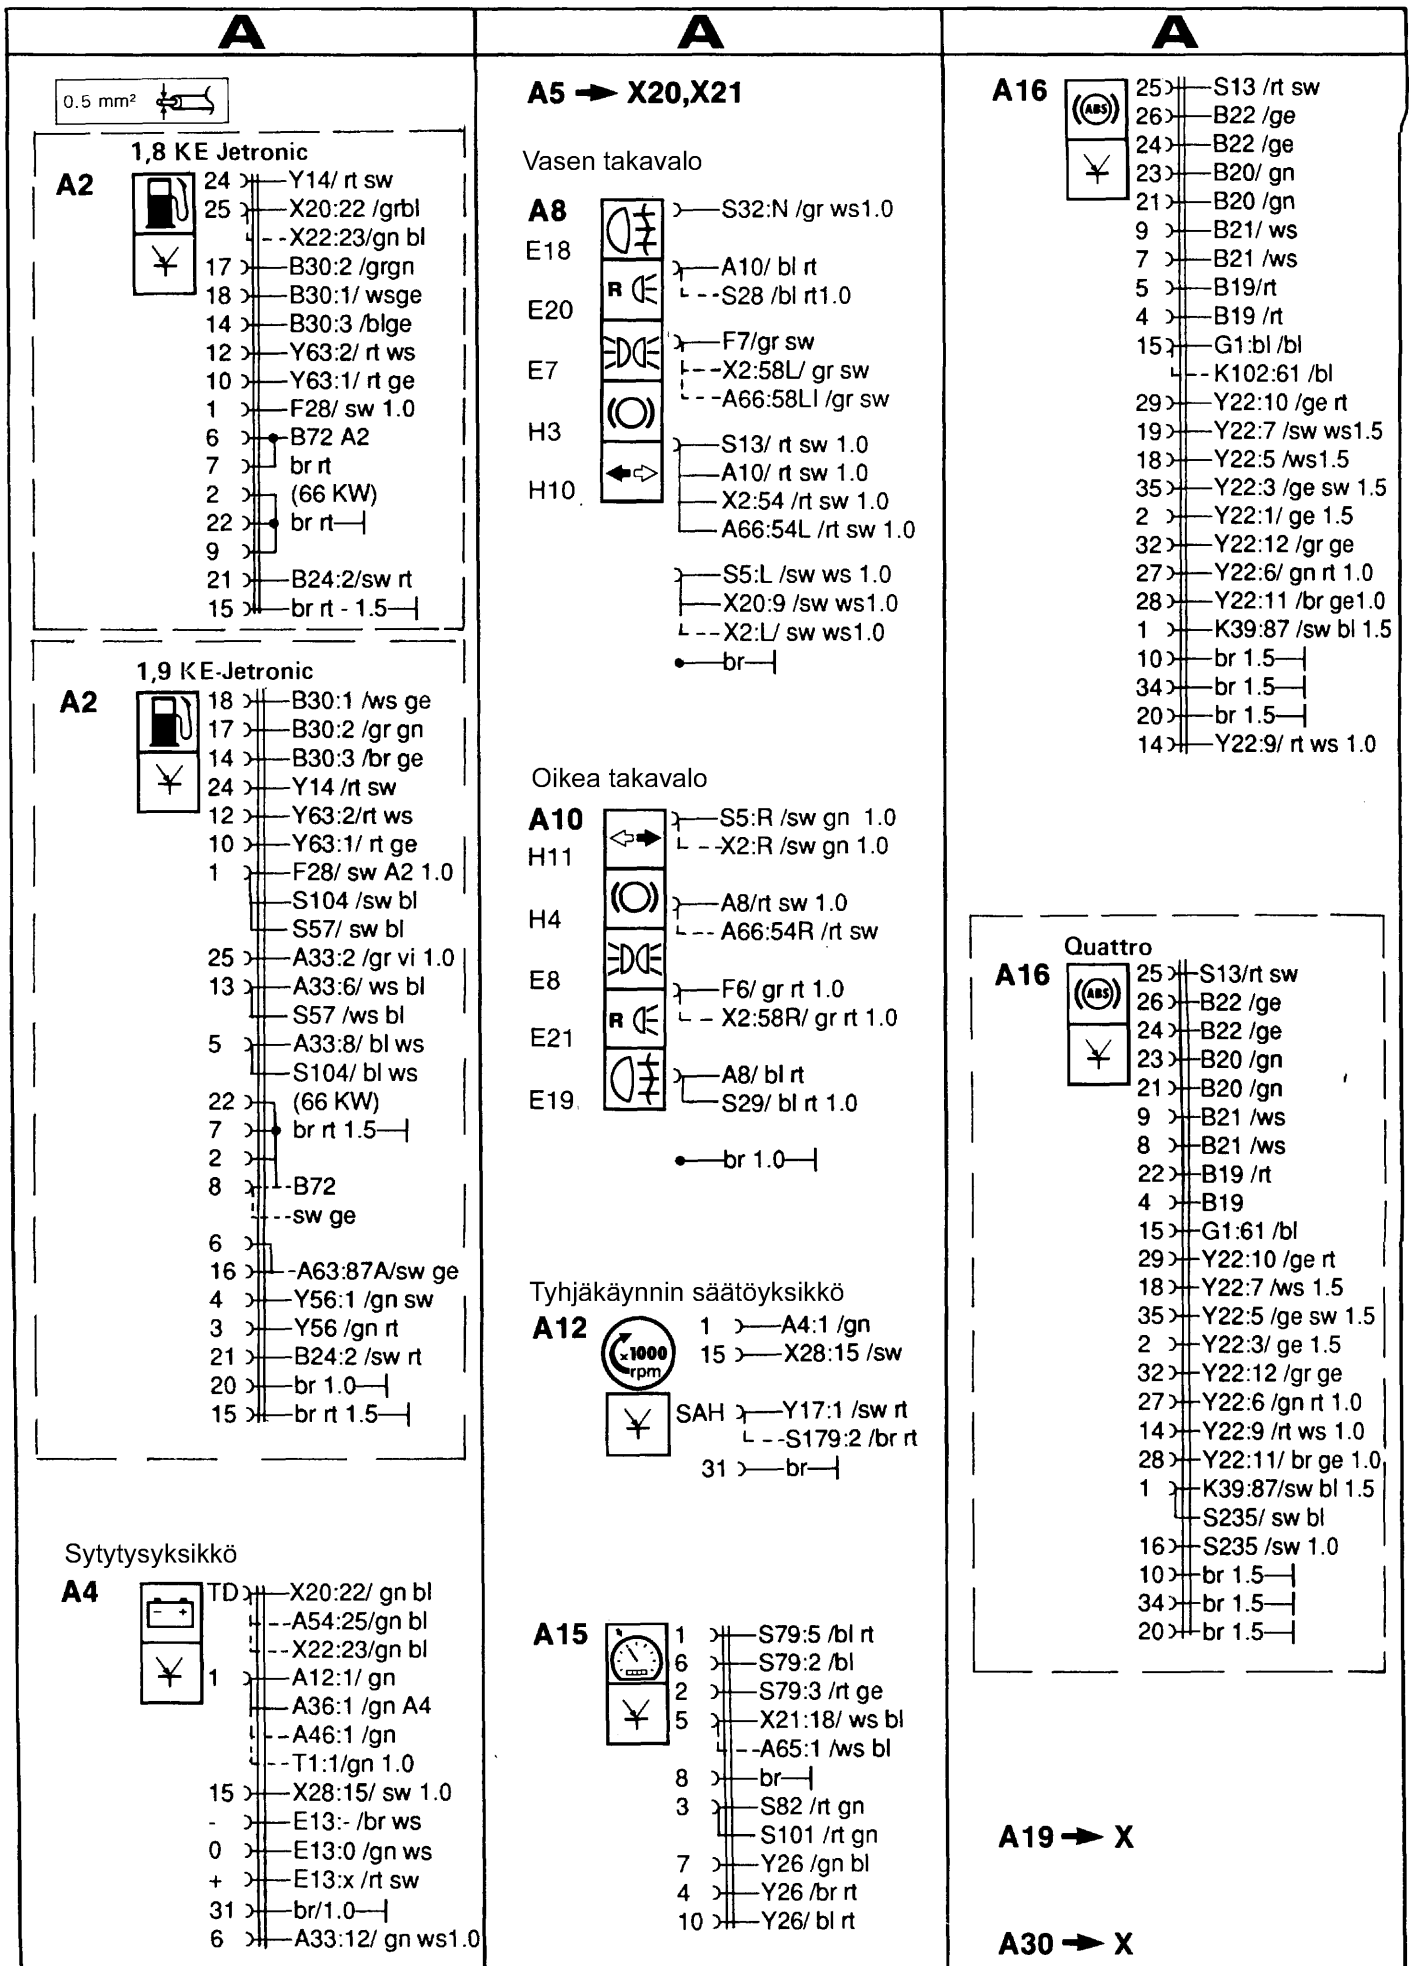 A
0.5 mm²
1,8 KE Jetronic
A2
24 Y14/ rt sw
25 X20:22 /grbl
X22:23/gn bl
17 B30:2 /grgn
18 B30:1/ wsge
14 B30:3 /blge
12 Y63:2/ rt ws
10 Y63:1/ rt ge
1 F28/ sw 1.0
6 B72 A2
7 br rt
2 (66 KW)
22 br rt
9
21 B24:2/sw rt
15 br rt - 1.5
1,9 KE-Jetronic
A2
18 B30:1 /ws ge
17 B30:2 /gr gn
14 B30:3 /br ge
24 Y14 /rt sw
12 Y63:2/rt ws
10 Y63:1/ rt ge
1 F28/ sw A2 1.0
S104 /sw bl
S57/ sw bl
25 A33:2 /gr vi 1.0
13 A33:6/ ws bl
S57 /ws bl
5 A33:8/ bl ws
S104/ bl ws
22 (66 KW)
7 br rt 1.5
2
8 B72
sw ge
6
16 A63:87A/sw ge
4 Y56:1 /gn sw
3 Y56 /gn rt
21 B24:2 /sw rt
20 br 1.0
15 br rt 1.5
Sytytysyksikkö
A4
- +
TD X20:22/ gn bl
A54:25/gn bl
X22:23/gn bl
1 A12:1/ gn
A36:1 /gn A4
A46:1 /gn
T1:1/gn 1.0
15 X28:15/ sw 1.0
- E13:- /br ws
0 E13:0 /gn ws
+ E13:x /rt sw
31 br/1.0
6 A33:12/ gn ws1.0
A
A5 → X20,X21
Vasen takavalo
A8
S32:N /gr ws1.0
E18
A10/ bl rt
R
S28 /bl rt1.0
E20
F7/gr sw
E7
X2:58L/ gr sw
A66:58LI /gr sw
H3
S13/ rt sw 1.0
A10/ rt sw 1.0
H10
X2:54 /rt sw 1.0
A66:54L /rt sw 1.0
S5:L /sw ws 1.0
X20:9 /sw ws1.0
X2:L/ sw ws1.0
br
Oikea takavalo
A10
S5:R /sw gn 1.0
X2:R /sw gn 1.0
H11
A8/rt sw 1.0
H4
A66:54R /rt sw
E8
F6/ gr rt 1.0
R
X2:58R/ gr rt 1.0
E21
A8/ bl rt
E19
S29/ bl rt 1.0
br 1.0
Tyhjäkäynnin säätöyksikkö
A12
x1000
rpm
1 A4:1 /gn
15 X28:15 /sw
SAH Y17:1 /sw rt
S179:2 /br rt
31 br
A15
1 S79:5 /bl rt
6 S79:2 /bl
2 S79:3 /rt ge
5 X21:18/ ws bl
A65:1 /ws bl
8 br
3 S82 /rt gn
S101 /rt gn
7 Y26 /gn bl
4 Y26 /br rt
10 Y26/ bl rt
A
A16
ABS
25 S13 /rt sw
26 B22 /ge
24 B22 /ge
23 B20/ gn
21 B20 /gn
9 B21/ ws
7 B21 /ws
5 B19/rt
4 B19 /rt
15 G1:bl /bl
K102:61 /bl
29 Y22:10 /ge rt
19 Y22:7 /sw ws1.5
18 Y22:5 /ws1.5
35 Y22:3 /ge sw 1.5
2 Y22:1/ ge 1.5
32 Y22:12 /gr ge
27 Y22:6/ gn rt 1.0
28 Y22:11 /br ge1.0
1 K39:87 /sw bl 1.5
10 br 1.5
34 br 1.5
20 br 1.5
14 Y22:9/ rt ws 1.0
Quattro
A16
ABS
25 S13/rt sw
26 B22 /ge
24 B22 /ge
23 B20 /gn
21 B20 /gn
9 B21 /ws
8 B21 /ws
22 B19 /rt
4 B19
15 G1:61 /bl
29 Y22:10 /ge rt
18 Y22:7 /ws 1.5
35 Y22:5 /ge sw 1.5
2 Y22:3/ ge 1.5
32 Y22:12 /gr ge
27 Y22:6 /gn rt 1.0
14 Y22:9 /rt ws 1.0
28 Y22:11/ br ge 1.0
1 K39:87/sw bl 1.5
S235/ sw bl
16 S235 /sw 1.0
10 br 1.5
34 br 1.5
20 br 1.5
A19 → X
A30 → X